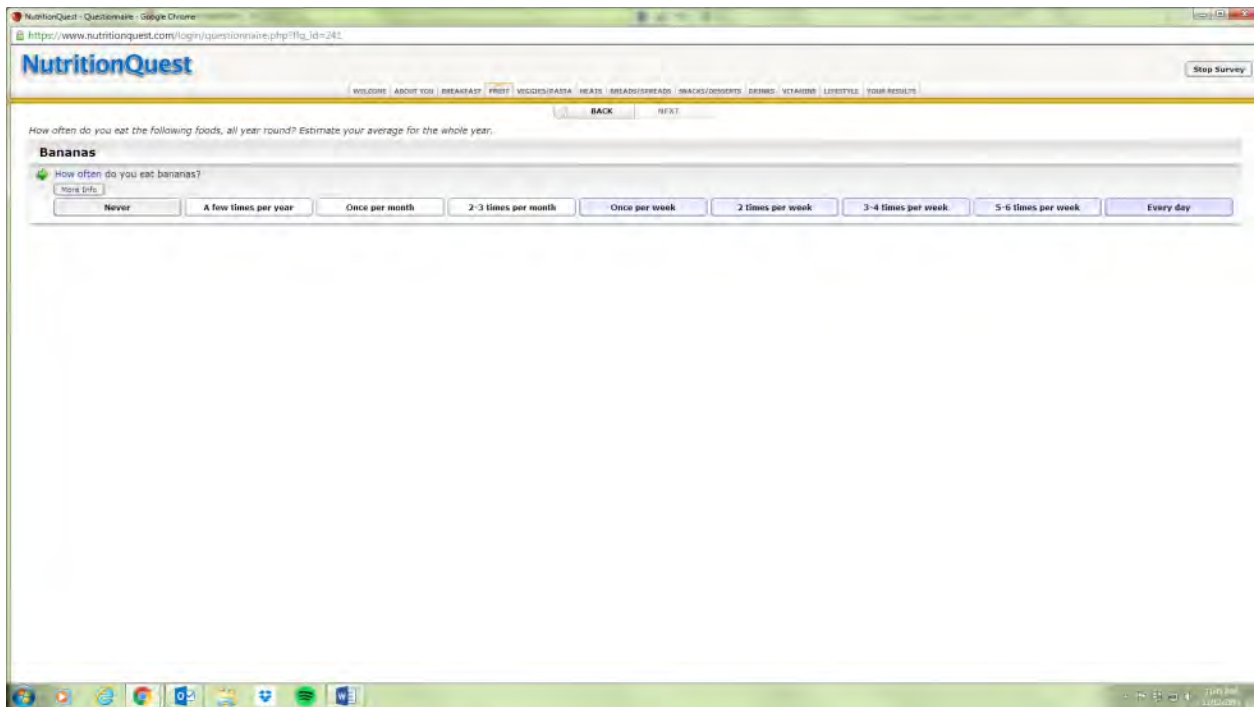 NutritionQuest - Questionnaire - Google Chrome
https://www.nutritionquest.com/login/questionnaire.php?flq_id=241
NutritionQuest
Stop Survey
WELCOME ABOUT YOU BREAKFAST FRUIT VEGGIES/PASTA MEATS BREADS/SPREADS SNACKS/DESSERTS DRINKS VITAMINS LIFESTYLE YOUR RESULTS
BACK NEXT
How often do you eat the following foods, all year round? Estimate your average for the whole year.
Bananas
How often do you eat bananas?
More Info
Never A few times per year Once per month 2-3 times per month Once per week 2 times per week 3-4 times per week 5-6 times per week Every day